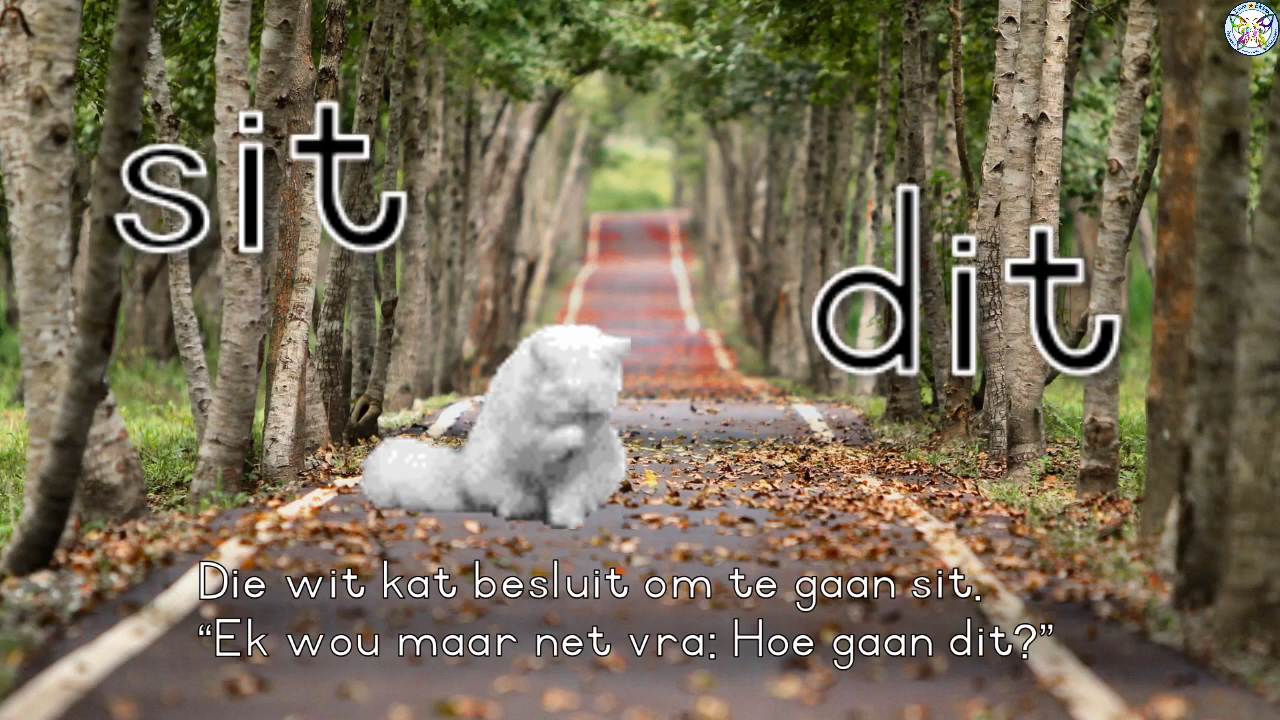 sit
dit
Die wit kat besluit om te gaan sit.
“Ek wou maar net vra: Hoe gaan dit?”